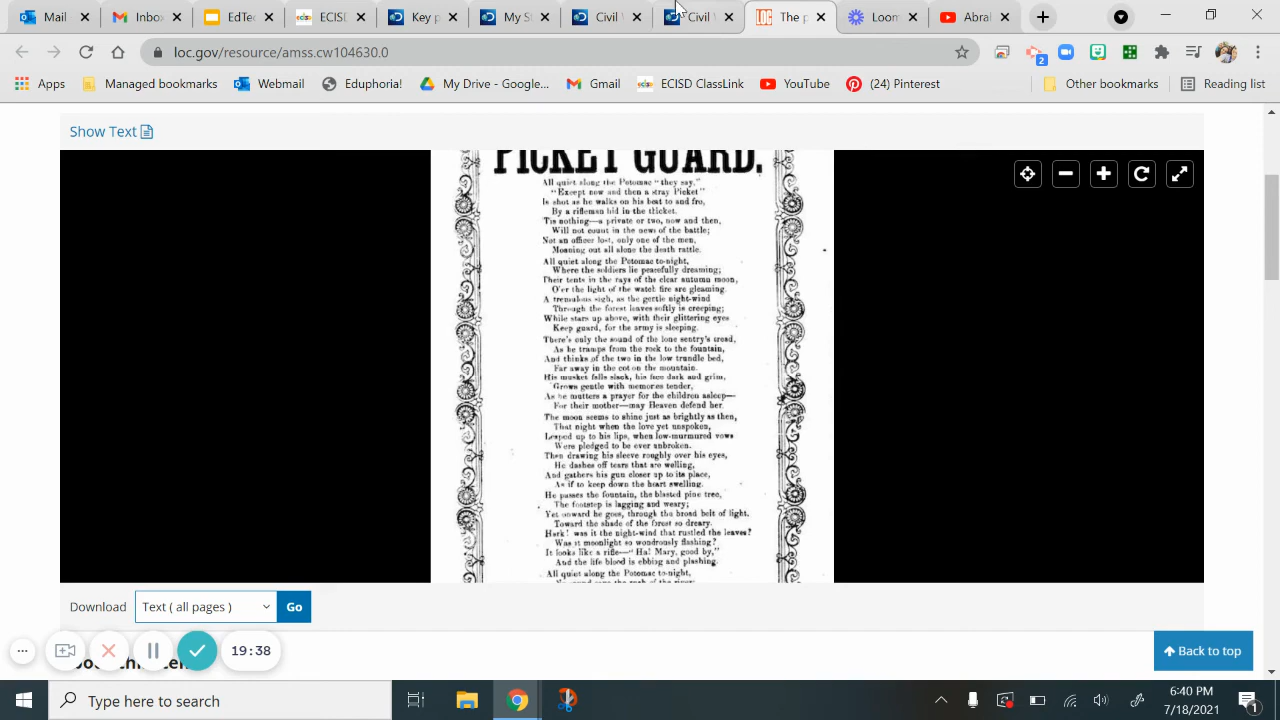 Mail
Inbo
EdTe
ECIS
Key p
My S
Civil
Civil
LOC The p
Loom
Abral
loc.gov/resource/amss.cw104630.0
2
Apps
Managed bookmarks
Webmail
Eduphoria!
My Drive - Google...
Gmail
ECISD ClassLink
YouTube
(24) Pinterest
Other bookmarks
Reading list
Show Text
PICKET GUARD.
All quiet along the Potomac "they say,"
"Except now and then a stray Picket"
Is shot as he walks on his beat to and fro,
By a rifleman hid in the thicket.
Tis nothing—a private or two, now and then,
Will not count in the news of the battle;
Not an officer lost, only one of the men,
Moaning out all alone the death rattle.
All quiet along the Potomac to-night,
Where the soldiers lie peacefully dreaming;
Their tents in the rays of the clear autumn moon,
O'er the light of the watch fire are gleaming.
A tremulous sigh, as the gentle night-wind
Through the forest leaves softly is creeping;
While stars up above, with their glittering eyes
Keep guard, for the army is sleeping.
There's only the sound of the lone sentry's tread,
As he tramps from the rock to the fountain,
And thinks of the two in the low trundle bed,
Far away in the cot on the mountain.
His musket falls slack, his face dark and grim,
Grows gentle with memories tender,
As he mutters a prayer for the children asleep—
For their mother—may Heaven defend her.
The moon seems to shine just as brightly as then,
That night when the love yet unspoken,
Leaped up to his lips, when low-murmured vows
Were pledged to be ever unbroken.
Then drawing his sleeve roughly over his eyes,
He dashes off tears that are welling,
And gathers his gun closer up to its place,
As if to keep down the heart swelling.
He passes the fountain, the blasted pine tree,
The footstep is lagging and weary;
Yet onward he goes, through the broad belt of light,
Toward the shade of the forest so dreary.
Hark! was it the night-wind that rustled the leaves?
Was it moonlight so wondrously flashing?
It looks like a rifle—"Ha! Mary, good by,"
And the life blood is ebbing and plashing.
All quiet along the Potomac to-night,
Download
Text ( all pages )
Go
19:38
Back to top
Type here to search
6:40 PM
7/18/2021
1